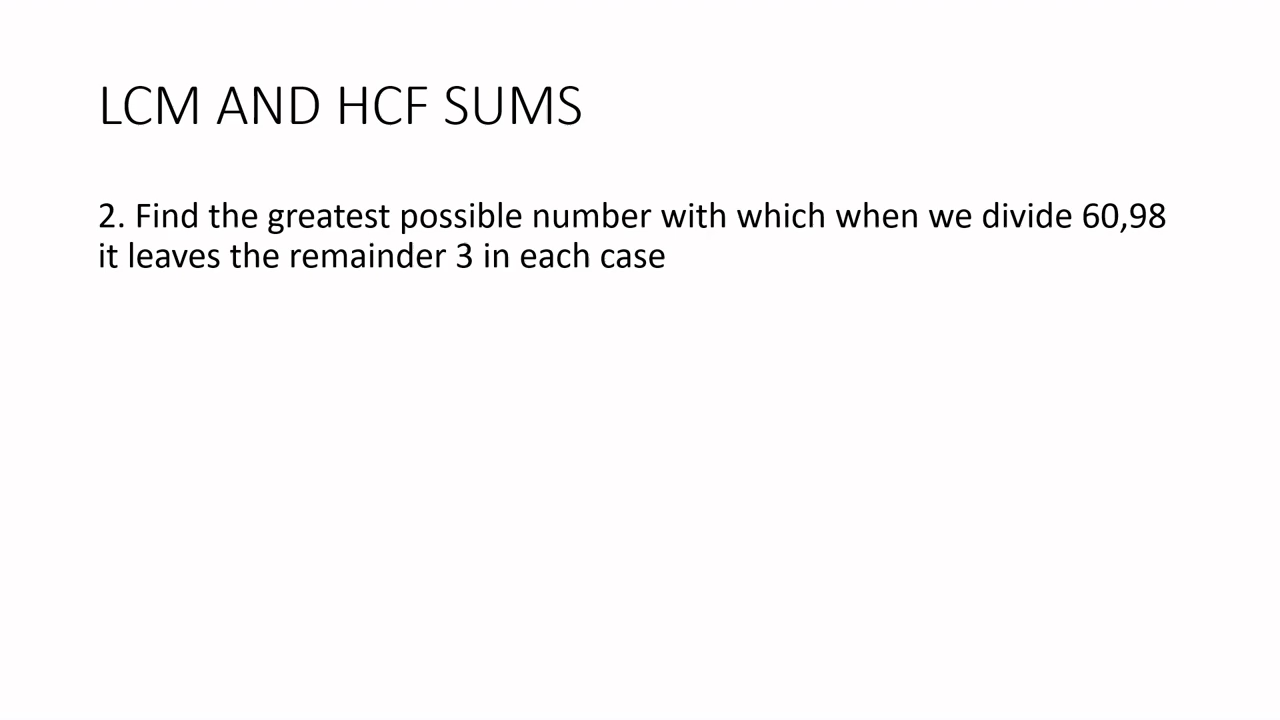 LCM AND HCF SUMS
2. Find the greatest possible number with which when we divide 60,98
it leaves the remainder 3 in each case